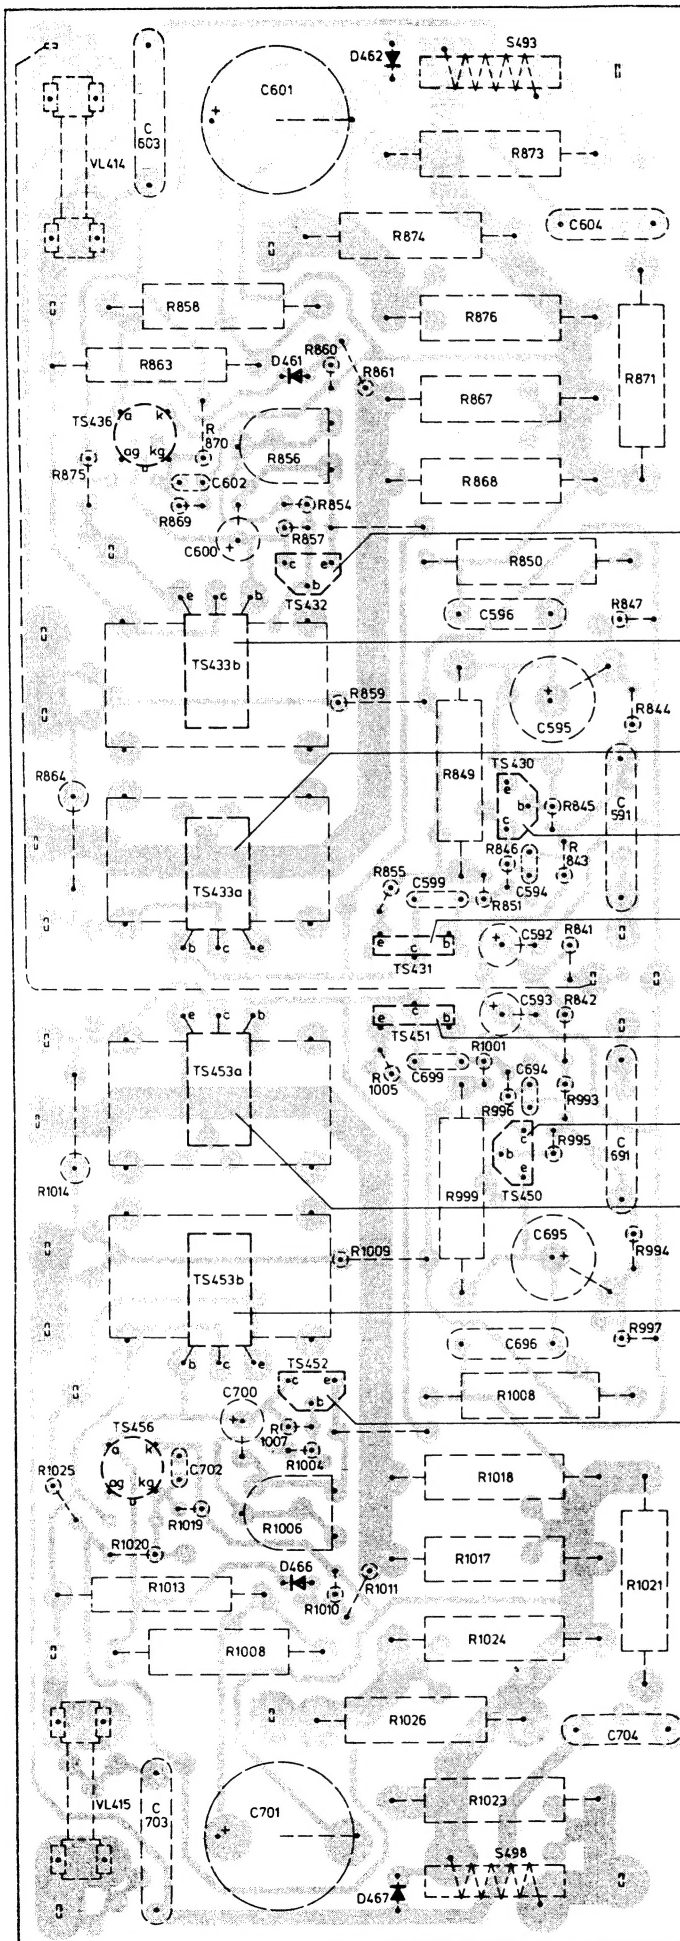 D462
S493
C601
C
603
R873
VL414
R874
C604
R858
R876
R863
D461
R860
R861
R871
R867
TS436
a
k
ag
kg
R
870
R856
R875
C602
R868
R869
R854
C600
R857
c
e
b
TS432
R850
e
c
b
C596
R847
TS433b
R859
C595
R844
R864
R849
TS430
e
b
c
R845
C
591
TS433a
R846
R
843
C594
R855
C599
R851
b
c
e
e
c
b
TS431
C592
R841
e
c
b
c
e
b
TS451
C593
R842
R1001
TS453a
R
1005
C699
C694
R996
R993
c
b
e
R995
C
691
TS450
R1014
R999
C695
R994
R1009
TS453b
R997
C696
b
c
e
TS452
c
e
b
R1008
C700
TS456
a
k
ag
kg
R
1007
R1004
C702
R1025
R1018
R1019
R1006
R1020
R1017
D466
R1011
R1013
R1010
R1021
R1008
R1024
R1026
C704
VL415
C
703
C701
R1023
S498
D467